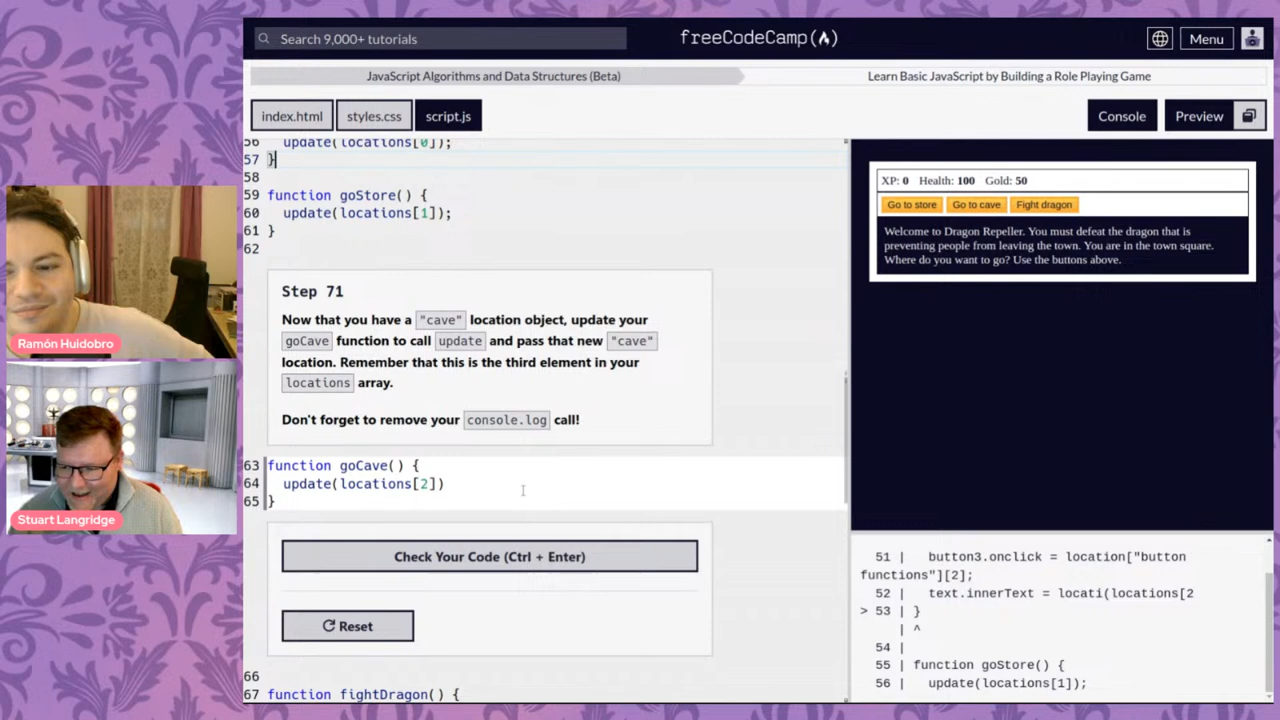 Search 9,000+ tutorials
freeCodeCamp
Menu
JavaScript Algorithms and Data Structures (Beta)
Learn Basic JavaScript by Building a Role Playing Game
index.html
styles.css
script.js
Console
Preview
56 update(locations[0]);
57 }
58
59 function goStore() {
60 update(locations[1]);
61 }
62
Step 71
Now that you have a "cave" location object, update your
goCave function to call update and pass that new "cave"
location. Remember that this is the third element in your
locations array.
Don't forget to remove your console.log call!
63 function goCave() {
64 update(locations[2])
65 }
Check Your Code (Ctrl + Enter)
Reset
66
67 function fightDragon() {
XP: 0 Health: 100 Gold: 50
Go to store
Go to cave
Fight dragon
Welcome to Dragon Repeller. You must defeat the dragon that is
preventing people from leaving the town. You are in the town square.
Where do you want to go? Use the buttons above.
51 | button3.onclick = location["button
functions"][2];
52 | text.innerText = locati(locations[2
> 53 | }
| ^
54 |
55 | function goStore() {
56 | update(locations[1]);
Ramón Huidobro
Stuart Langridge